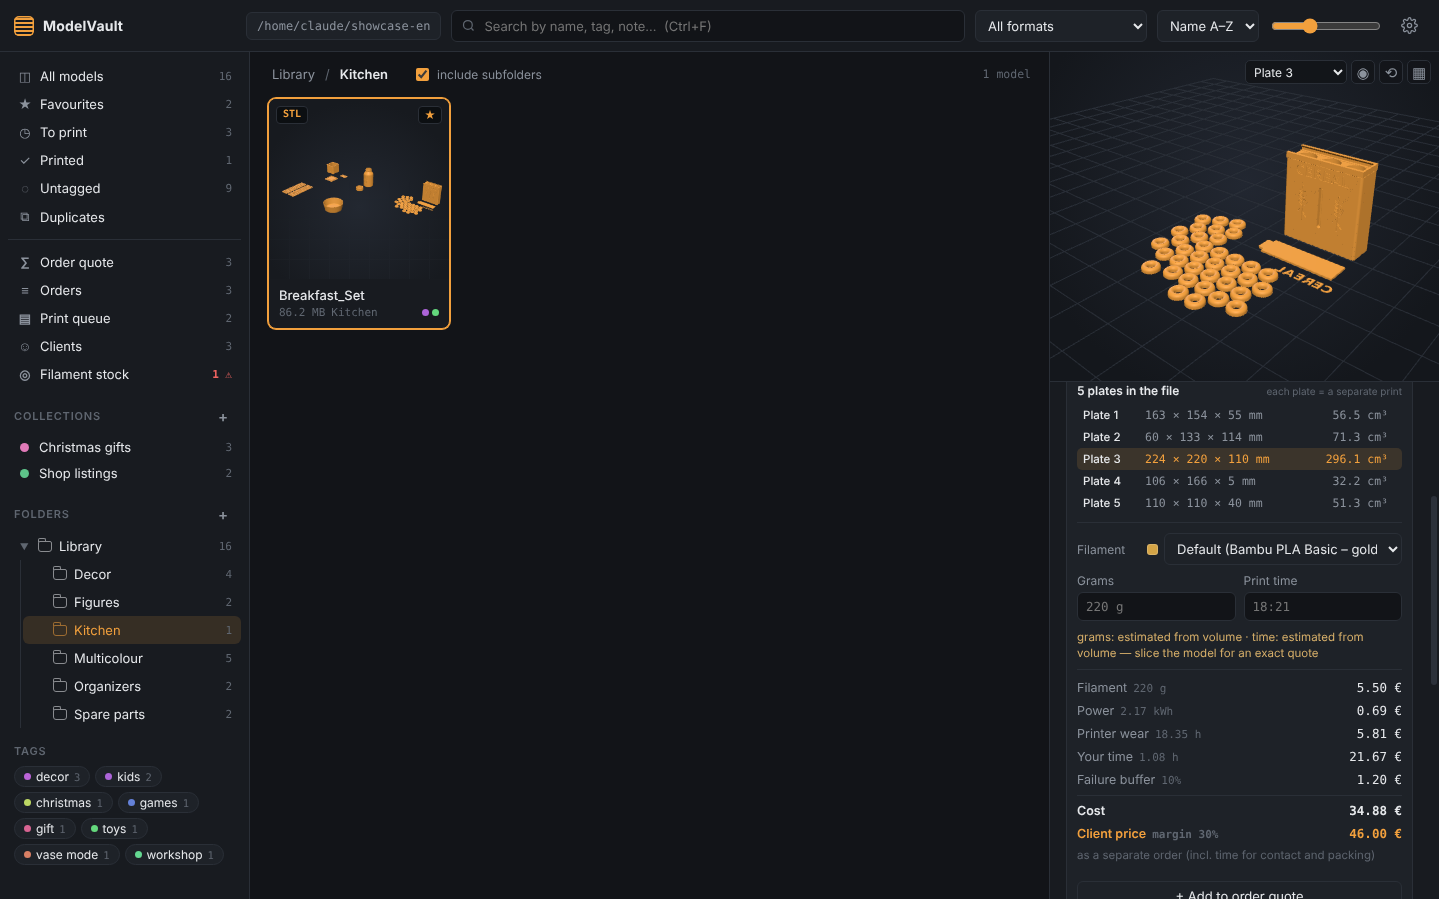 ModelVault
/home/claude/showcase-en
Search by name, tag, note... (Ctrl+F)
All formats
Name A–Z
All models 16
Favourites 2
To print 3
Printed 1
Untagged 9
Duplicates
Order quote 3
Orders 3
Print queue 2
Clients 3
Filament stock 1 ⚠
COLLECTIONS +
Christmas gifts 3
Shop listings 2
FOLDERS +
Library 16
Decor 4
Figures 2
Kitchen 1
Multicolour 5
Organizers 2
Spare parts 2
TAGS
decor 3 kids 2
christmas 1 games 1
gift 1 toys 1
vase mode 1 workshop 1
Library / Kitchen include subfolders 1 model
STL
Breakfast_Set
86.2 MB Kitchen
Plate 3
CEREAL
5 plates in the file each plate = a separate print
Plate 1 163 × 154 × 55 mm 56.5 cm³
Plate 2 60 × 133 × 114 mm 71.3 cm³
Plate 3 224 × 220 × 110 mm 296.1 cm³
Plate 4 106 × 166 × 5 mm 32.2 cm³
Plate 5 110 × 110 × 40 mm 51.3 cm³
Filament Default (Bambu PLA Basic – gold
Grams Print time
220 g 18:21
grams: estimated from volume · time: estimated from
volume — slice the model for an exact quote
Filament 220 g 5.50 €
Power 2.17 kWh 0.69 €
Printer wear 18.35 h 5.81 €
Your time 1.08 h 21.67 €
Failure buffer 10% 1.20 €
Cost 34.88 €
Client price margin 30% 46.00 €
as a separate order (incl. time for contact and packing)
+ Add to order quote